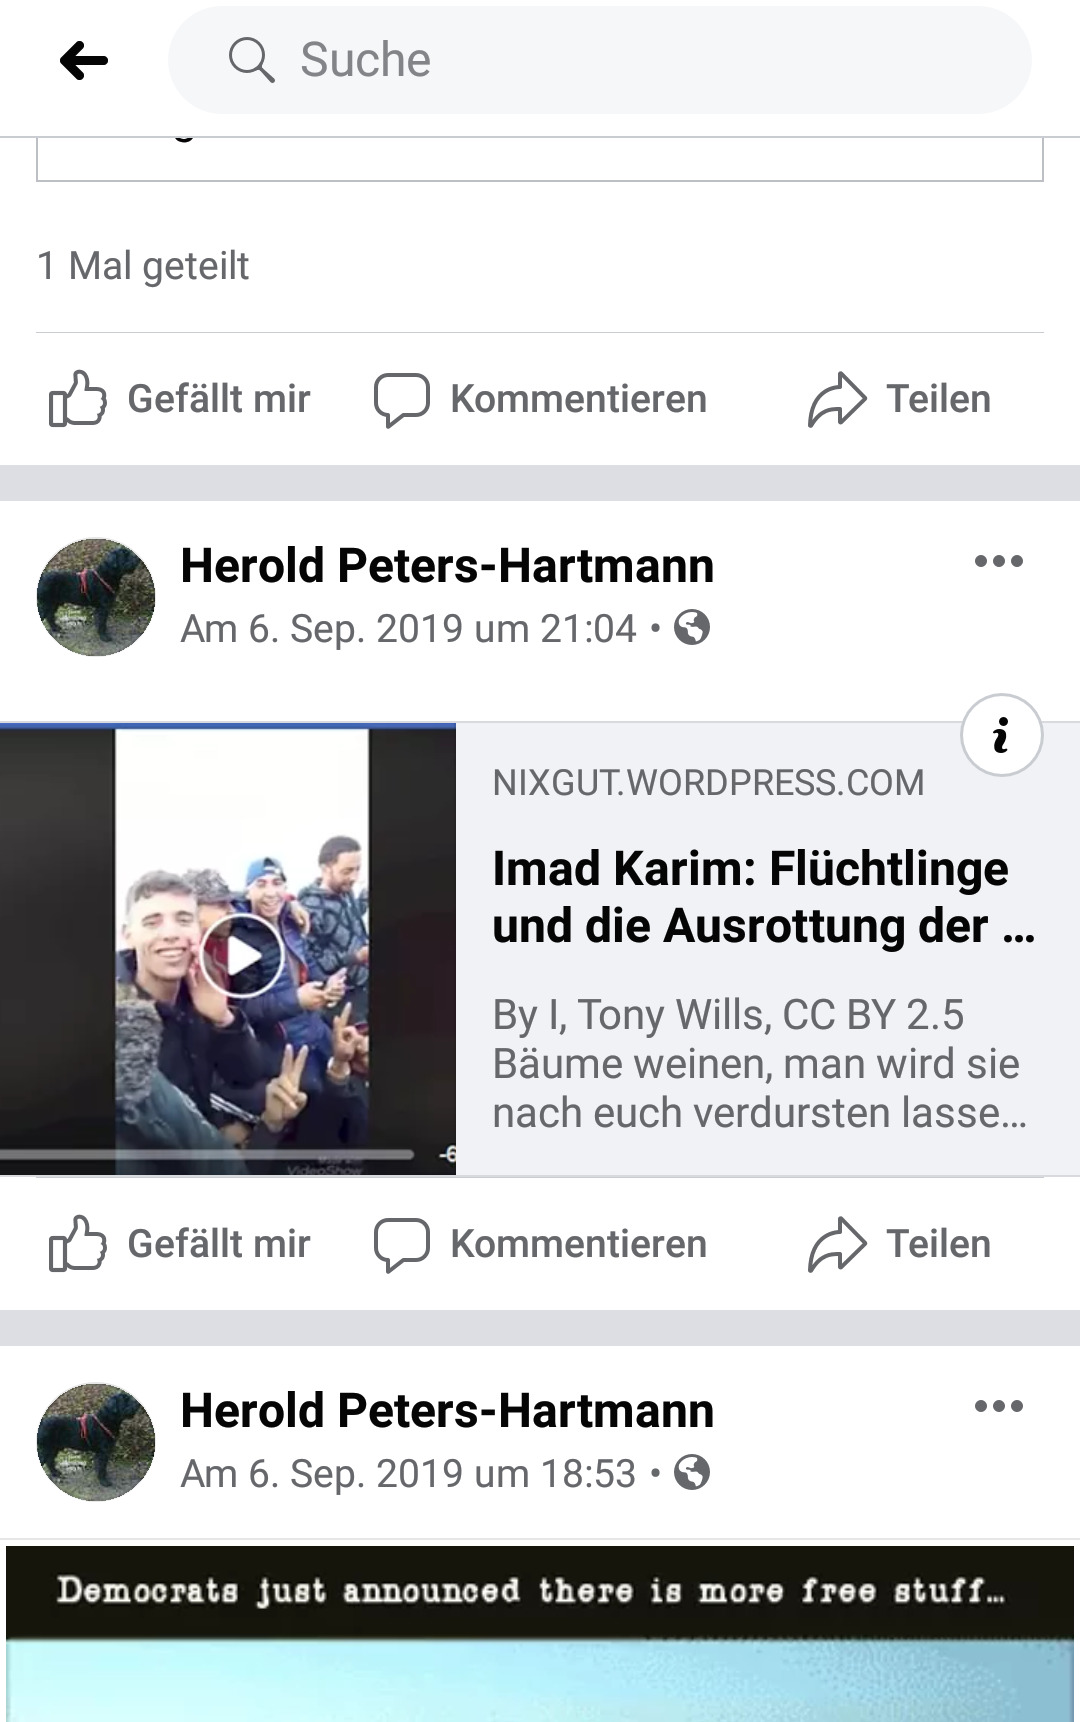 Suche
1 Mal geteilt
Gefällt mir
Kommentieren
Teilen
Herold Peters-Hartmann
Am 6. Sep. 2019 um 21:04 •
i
NIXGUT.WORDPRESS.COM
Imad Karim: Flüchtlinge
und die Ausrottung der ...
By I, Tony Wills, CC BY 2.5
Bäume weinen, man wird sie
nach euch verdursten lasse...
-6
VideoShow
Gefällt mir
Kommentieren
Teilen
Herold Peters-Hartmann
Am 6. Sep. 2019 um 18:53 •
Democrats just announced there is more free stuff...